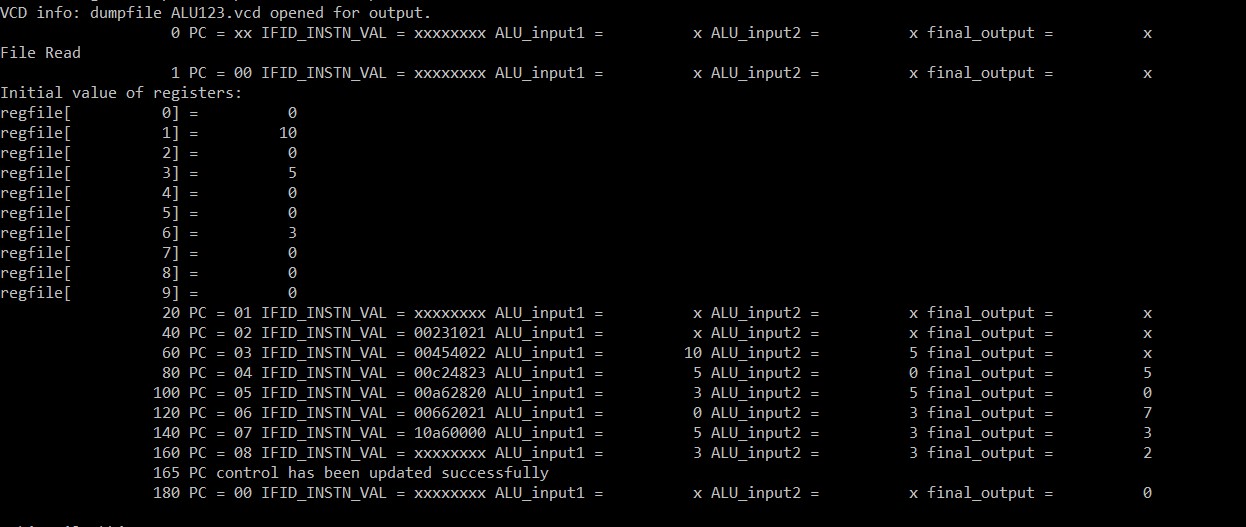 VCD info: dumpfile ALU123.vcd opened for output.
0 PC = xx IFID_INSTN_VAL = xxxxxxxx ALU_input1 = x ALU_input2 = x final_output = x
File Read
1 PC = 00 IFID_INSTN_VAL = xxxxxxxx ALU_input1 = x ALU_input2 = x final_output = x
Initial value of registers:
regfile[ 0] = 0
regfile[ 1] = 10
regfile[ 2] = 0
regfile[ 3] = 5
regfile[ 4] = 0
regfile[ 5] = 0
regfile[ 6] = 3
regfile[ 7] = 0
regfile[ 8] = 0
regfile[ 9] = 0
20 PC = 01 IFID_INSTN_VAL = xxxxxxxx ALU_input1 = x ALU_input2 = x final_output = x
40 PC = 02 IFID_INSTN_VAL = 00231021 ALU_input1 = x ALU_input2 = x final_output = x
60 PC = 03 IFID_INSTN_VAL = 00454022 ALU_input1 = 10 ALU_input2 = 5 final_output = x
80 PC = 04 IFID_INSTN_VAL = 00c24823 ALU_input1 = 5 ALU_input2 = 0 final_output = 5
100 PC = 05 IFID_INSTN_VAL = 00a62820 ALU_input1 = 3 ALU_input2 = 5 final_output = 0
120 PC = 06 IFID_INSTN_VAL = 00662021 ALU_input1 = 0 ALU_input2 = 3 final_output = 7
140 PC = 07 IFID_INSTN_VAL = 10a60000 ALU_input1 = 5 ALU_input2 = 3 final_output = 3
160 PC = 08 IFID_INSTN_VAL = xxxxxxxx ALU_input1 = 3 ALU_input2 = 3 final_output = 2
165 PC control has been updated successfully
180 PC = 00 IFID_INSTN_VAL = xxxxxxxx ALU_input1 = x ALU_input2 = x final_output = 0